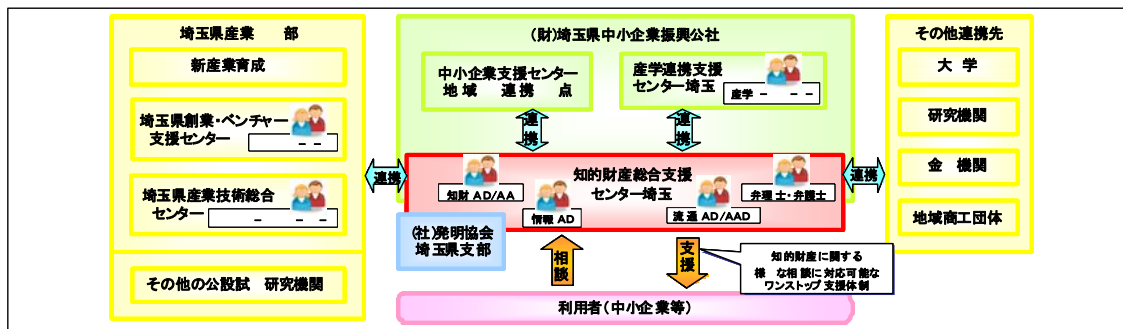 埼玉県産業 部
新産業育成
埼玉県創業・ベンチャー
支援センター
- -
埼玉県産業技術総合
センター
- - -
その他の公設試 研究機関
(財)埼玉県中小企業振興公社
中小企業支援センター
地域 連携 点
産学連携支援
センター埼玉
産学 - - -
連携
連携
連携
知的財産総合支援
センター埼玉
知財 AD/AA
情報 AD
流通 AD/AAD
弁理士・弁護士
連携
(社)発明協会
埼玉県支部
相談
支援
知的財産に関する
様 な相談に対応可能な
ワンストップ支援体制
利用者(中小企業等)
その他連携先
大 学
研究機関
金 機関
地域商工団体